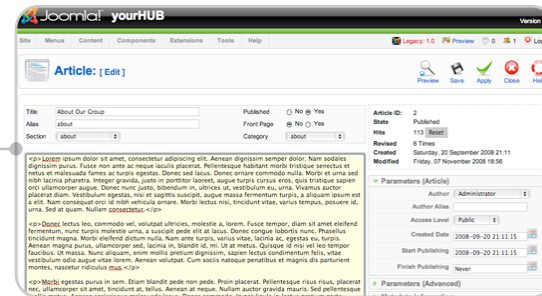 Joomla! yourHUB
Version
Site Menus Content Components Extensions Tools Help Legacy: 1.0 Preview 0 1
Article: [ Edit ]
Preview Save Apply Close
Title About Our Group Published No Yes
Alias about Front Page No Yes
Section about Category about
Article ID: 2
State Published
Hits 113 Reset
Revised 6 Times
Created Saturday, 20 September 2008 21:11
Modified Friday, 07 November 2008 18:56
<p>Lorem ipsum dolor sit amet, consectetur adipiscing elit. Aenean dignissim semper dolor. Nam sodales
dignissim purus. Fusce non ante ac neque iaculis placerat. Pellentesque habitant morbi tristique senectus et
netus et malesuada fames ac turpis egestas. Donec sed lacus. Donec ornare commodo nulla. Morbi et urna sed
nibh lacinia pharetra. Integer gravida, justo in porttitor laoreet, augue turpis cursus eros, quis tristique sapien
orci ullamcorper augue. Donec nunc justo, bibendum in, ultrices ut, vestibulum eu, urna. Vivamus auctor
placerat diam. Vestibulum egestas, nisi et sagittis suscipit, augue massa fermentum turpis, a aliquam ipsum est
a elit. Nam consequat orci id nibh vehicula ornare. Morbi lectus nisi, tincidunt vitae, varius tempus, posuere id,
urna. Sed at quam. Nullam consectetur.</p>
<p>Donec lectus leo, commodo vel, volutpat ultricies, molestie a, lorem. Fusce tempor, diam sit amet eleifend
fermentum, nunc turpis molestie urna, a suscipit pede elit at lacus. Donec congue lobortis nunc. Phasellus
tincidunt magna. Morbi eleifend dictum nulla. Nam ante turpis, varius vitae, lacinia ac, egestas eu, turpis.
Aenean magna purus, ullamcorper sed, lacinia in, blandit id, mi. Ut at metus. Quisque id nisi vel leo tempor
faucibus. Ut massa. Nunc aliquam, enim mollis pretium dignissim, sapien lectus condimentum felis, vitae
vestibulum odio augue vitae lorem. Aenean volutpat. Cum sociis natoque penatibus et magnis dis parturient
montes, nascetur ridiculus mus.</p>
<p>Morbi egestas purus in sem. Etiam blandit pede non pede. Proin placerat. Pellentesque risus risus, placerat
nec, ullamcorper sit amet, tincidunt at, tellus. Aenean at neque. Nullam auctor gravida mauris. Sed pellentesque
Parameters (Article)
Author Administrator
Author Alias
Access Level Public
Created Date 2008-09-20 21:11:15
Start Publishing 2008-09-20 21:11:15
Finish Publishing Never
Parameters (Advanced)